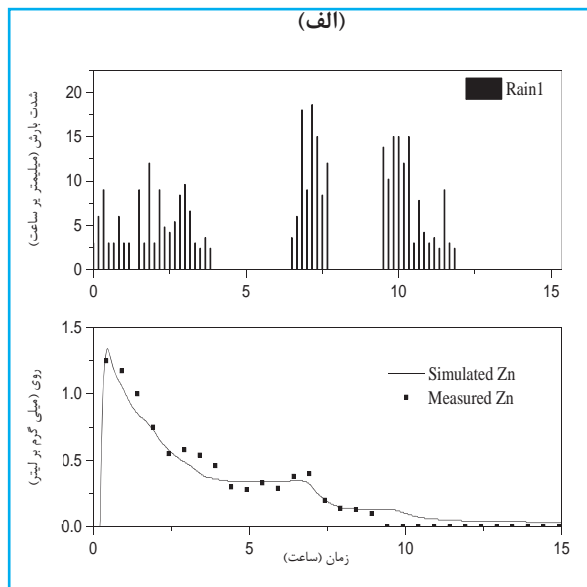 (الف)
شدت بارش (میلیمتر بر ساعت)
20
15
10
5
0
Rain1
0
5
10
15
روی (میلی گرم بر لیتر)
1.5
1.0
0.5
0.0
Simulated Zn
Measured Zn
0
5
10
15
زمان (ساعت)